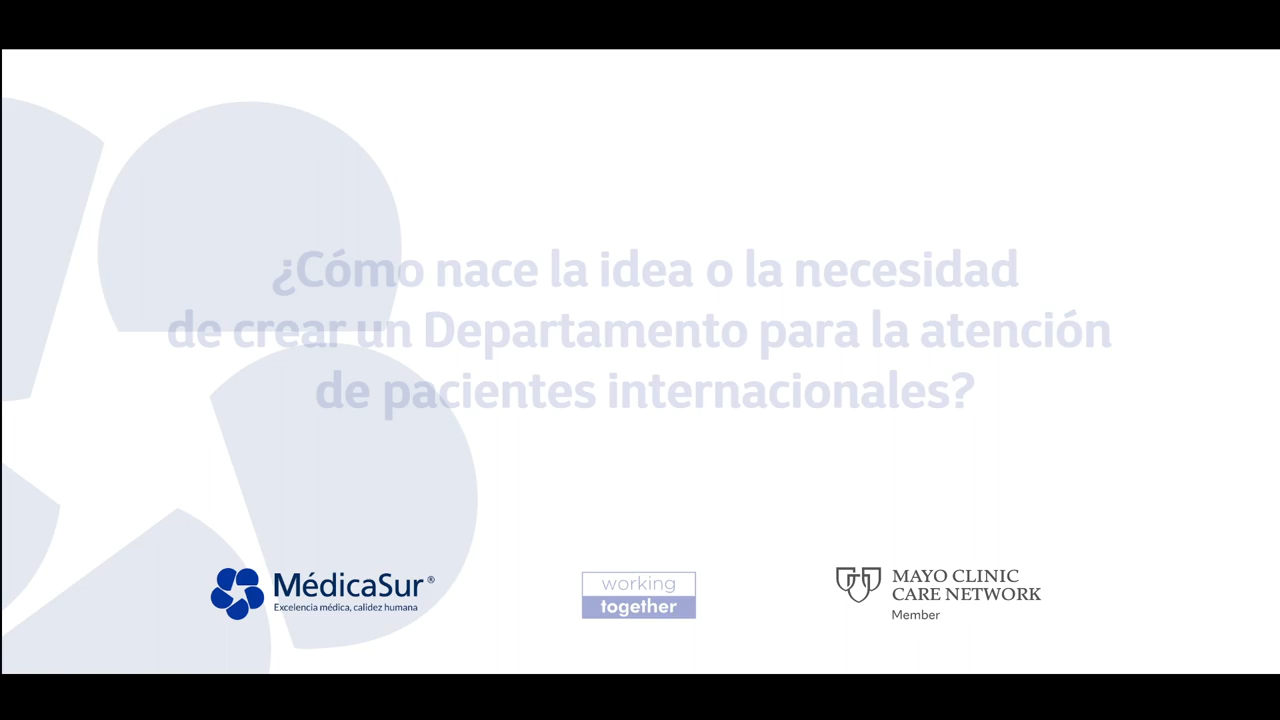 ¿Cómo nace la idea o la necesidad
de crear un Departamento para la atención
de pacientes internacionales?
MédicaSur®
Excelencia médica, calidez humana
working
together
MAYO CLINIC
CARE NETWORK
Member